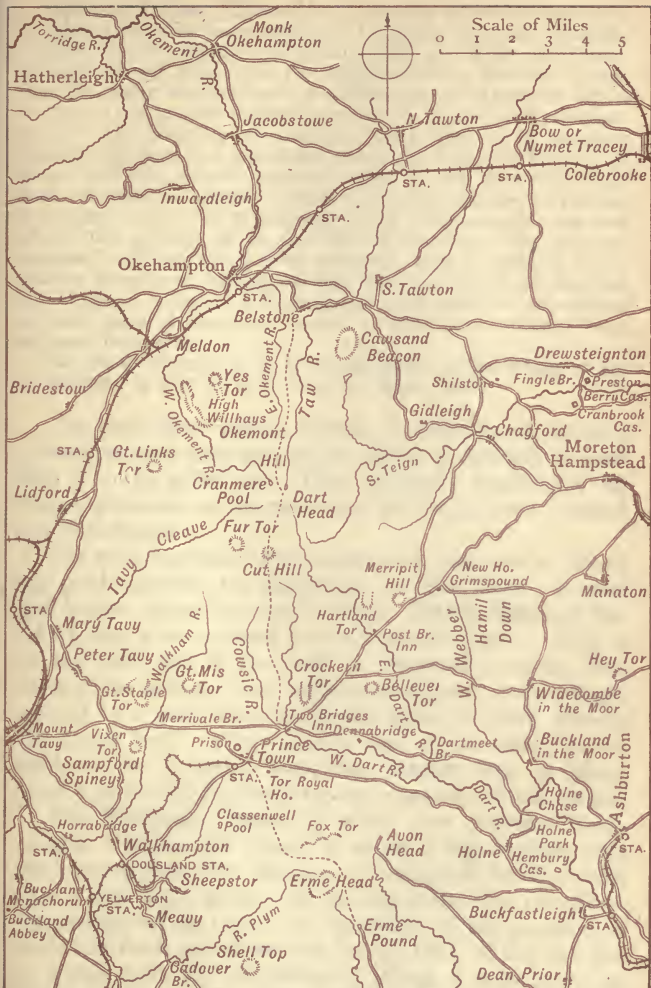 Scale of Miles
0 1 2 3 4 5
Torridge R.
Okement
R.
Monk
Okehampton
Hatherleigh
Jacobstowe
N. Tawton
Bow or
Nymet Tracey
Colebrooke
STA.
STA.
Inwardleigh
STA.
Okehampton
STA.
S. Tawton
Belstone
Meldon
Cawsand
Beacon
Drewsteignton
E. Okement R.
Taw R.
Yes
Tor
High
Willhays
Shilstone
Fingle Br.
Preston
Berry Cas.
Cranbrook
Cas.
Bridestow
W. Okement R.
Okemont
Hill
Gidleigh
Chagford
Moreton
Hampstead
STA.
Gt. Links
Tor
S. Teign
Cranmere
Pool
Dart
Head
Lidford
Tavy Cleave
Fur Tor
Cut Hill
Merripit
Hill
New Ho.
Grimspound
Manaton
STA
Hartland
Tor
Mary Tavy
Walkham R.
Cowsic R.
Post Br.
Inn
W. Webber
Hamil
Down
Peter Tavy
Gt. Mis
Tor
Crockern
Tor
E. Dart R.
Bellever
Tor
Hey Tor
Gt. Staple
Tor
Widecombe
in the Moor
Merrivale Br.
Two Bridges
Inn
Dennabridge
Mount
Tavy
Vixen
Tor
Prison
Prince
Town
Dartmeet
Br.
Buckland
in the Moor
Sampford
Spiney
STA.
W. Dart R.
Tor Royal
Ho.
Dart R.
Holne
Chase
Ashburton
Classenwell
Pool
Horrabridge
Fox Tor
Avon
Head
Holne
Holne
Park
Hembury
Cas.
STA.
STA.
Walkhampton
DOUSLAND STA.
Sheepstor
Erme Head
Buckland
Monachorum
YELVERTON
STA.
Buckland
Abbey
Meavy
R. Plym
Erme
Pound
Buckfastleigh
STA
Shell Top
Cadover
Br.
Dean Prior